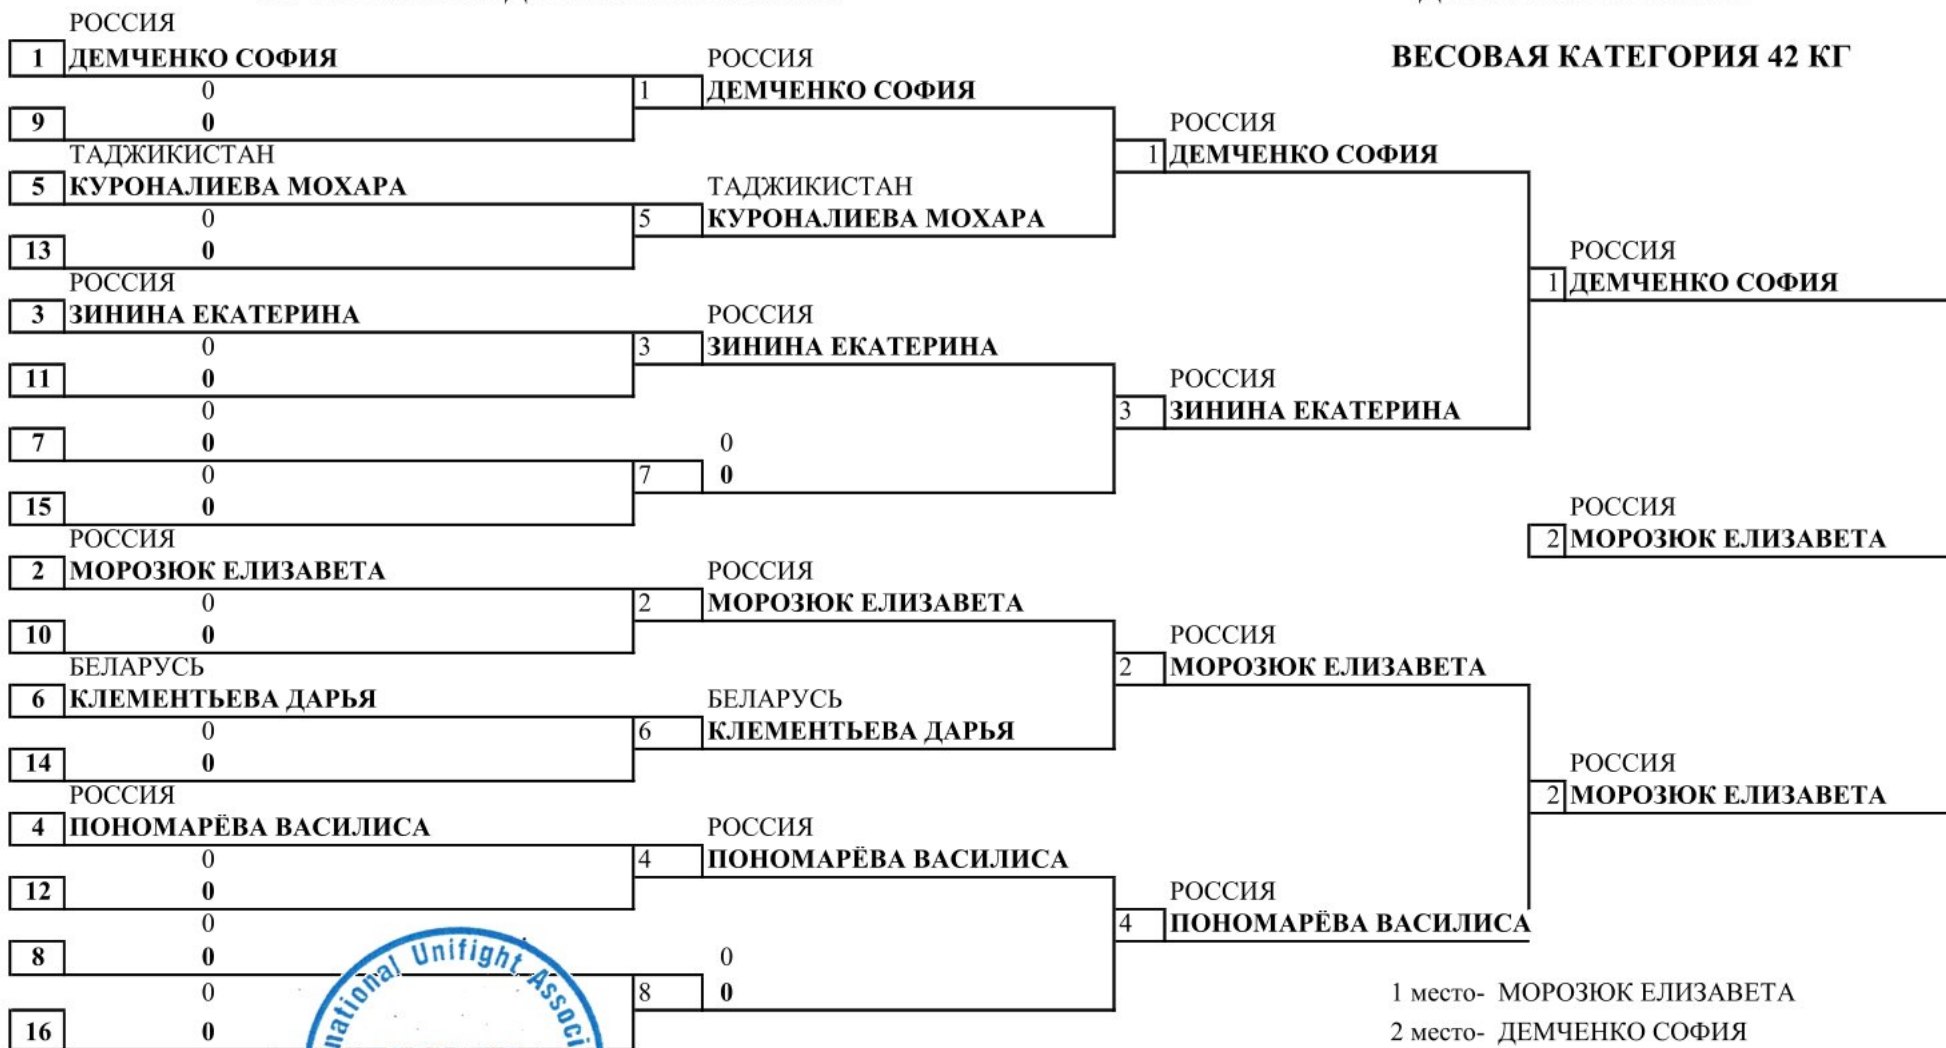 РОССИЯ
1 ДЕМЧЕНКО СОФИЯ
0
9 0
ТАДЖИКИСТАН
5 КУРОНАЛИЕВА МОХАРА
0
13 0
РОССИЯ
3 ЗИНИНА ЕКАТЕРИНА
0
11 0
0
7 0
0
15 0
РОССИЯ
2 МОРОЗЮК ЕЛИЗАВЕТА
0
10 0
БЕЛАРУСЬ
6 КЛЕМЕНТЬЕВА ДАРЬЯ
0
14 0
РОССИЯ
4 ПОНОМАРЁВА ВАСИЛИСА
0
12 0
0
8 0
0
16 0
РОССИЯ
1 ДЕМЧЕНКО СОФИЯ
ТАДЖИКИСТАН
5 КУРОНАЛИЕВА МОХАРА
РОССИЯ
3 ЗИНИНА ЕКАТЕРИНА
0
7 0
РОССИЯ
2 МОРОЗЮК ЕЛИЗАВЕТА
БЕЛАРУСЬ
6 КЛЕМЕНТЬЕВА ДАРЬЯ
РОССИЯ
4 ПОНОМАРЁВА ВАСИЛИСА
0
8 0
ВЕСОВАЯ КАТЕГОРИЯ 42 КГ
РОССИЯ
1 ДЕМЧЕНКО СОФИЯ
РОССИЯ
3 ЗИНИНА ЕКАТЕРИНА
РОССИЯ
2 МОРОЗЮК ЕЛИЗАВЕТА
РОССИЯ
4 ПОНОМАРЁВА ВАСИЛИСА
РОССИЯ
1 ДЕМЧЕНКО СОФИЯ
РОССИЯ
2 МОРОЗЮК ЕЛИЗАВЕТА
РОССИЯ
2 МОРОЗЮК ЕЛИЗАВЕТА
1 место- МОРОЗЮК ЕЛИЗАВЕТА
2 место- ДЕМЧЕНКО СОФИЯ
national Unifight Associ